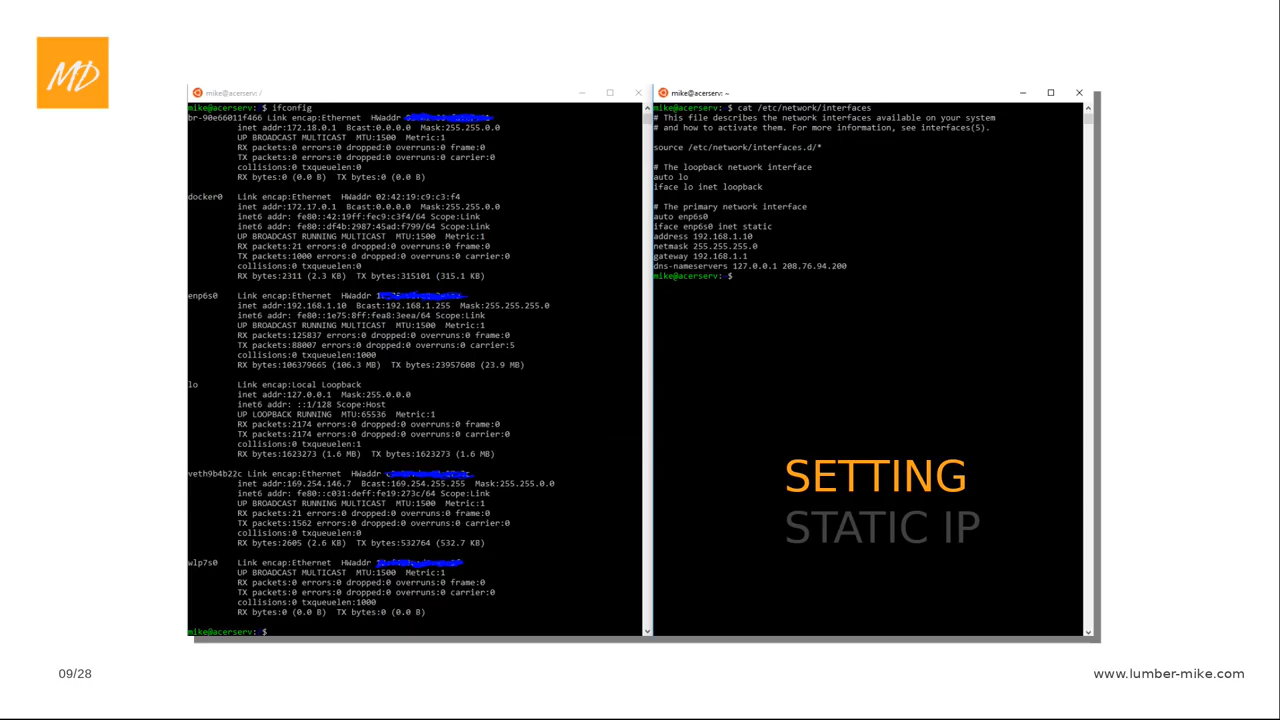 MD
mike@acerserv: /
mike@acerserv: $ ifconfig
br-90e66011f466 Link encap:Ethernet  HWaddr
inet addr:172.18.0.1  Bcast:0.0.0.0  Mask:255.255.0.0
UP BROADCAST MULTICAST  MTU:1500  Metric:1
RX packets:0 errors:0 dropped:0 overruns:0 frame:0
TX packets:0 errors:0 dropped:0 overruns:0 carrier:0
collisions:0 txqueuelen:0
RX bytes:0 (0.0 B)  TX bytes:0 (0.0 B)
docker0   Link encap:Ethernet  HWaddr 02:42:19:c9:c3:f4
inet addr:172.17.0.1  Bcast:0.0.0.0  Mask:255.255.0.0
inet6 addr: fe80::42:19ff:fec9:c3f4/64 Scope:Link
inet6 addr: fe80::df4b:2987:45ad:f799/64 Scope:Link
UP BROADCAST RUNNING MULTICAST  MTU:1500  Metric:1
RX packets:21 errors:0 dropped:0 overruns:0 frame:0
TX packets:1000 errors:0 dropped:0 overruns:0 carrier:0
collisions:0 txqueuelen:0
RX bytes:2311 (2.3 KB)  TX bytes:315101 (315.1 KB)
enp6s0    Link encap:Ethernet  HWaddr
inet addr:192.168.1.10  Bcast:192.168.1.255  Mask:255.255.255.0
inet6 addr: fe80::1e75:8ff:fea8:3eea/64 Scope:Link
UP BROADCAST RUNNING MULTICAST  MTU:1500  Metric:1
RX packets:125837 errors:0 dropped:0 overruns:0 frame:0
TX packets:88007 errors:0 dropped:0 overruns:0 carrier:5
collisions:0 txqueuelen:1000
RX bytes:106379665 (106.3 MB)  TX bytes:23957608 (23.9 MB)
lo        Link encap:Local Loopback
inet addr:127.0.0.1  Mask:255.0.0.0
inet6 addr: ::1/128 Scope:Host
UP LOOPBACK RUNNING  MTU:65536  Metric:1
RX packets:2174 errors:0 dropped:0 overruns:0 frame:0
TX packets:2174 errors:0 dropped:0 overruns:0 carrier:0
collisions:0 txqueuelen:1
RX bytes:1623273 (1.6 MB)  TX bytes:1623273 (1.6 MB)
veth9b4b22c Link encap:Ethernet  HWaddr
inet addr:169.254.146.7  Bcast:169.254.255.255  Mask:255.255.0.0
inet6 addr: fe80::c031:deff:fe19:273c/64 Scope:Link
UP BROADCAST RUNNING MULTICAST  MTU:1500  Metric:1
RX packets:21 errors:0 dropped:0 overruns:0 frame:0
TX packets:1562 errors:0 dropped:0 overruns:0 carrier:0
collisions:0 txqueuelen:0
RX bytes:2605 (2.6 KB)  TX bytes:532764 (532.7 KB)
wlp7s0    Link encap:Ethernet  HWaddr
UP BROADCAST MULTICAST  MTU:1500  Metric:1
RX packets:0 errors:0 dropped:0 overruns:0 frame:0
TX packets:0 errors:0 dropped:0 overruns:0 carrier:0
collisions:0 txqueuelen:1000
RX bytes:0 (0.0 B)  TX bytes:0 (0.0 B)
mike@acerserv: $
mike@acerserv: ~
mike@acerserv: $ cat /etc/network/interfaces
# This file describes the network interfaces available on your system
# and how to activate them. For more information, see interfaces(5).
source /etc/network/interfaces.d/*
# The loopback network interface
auto lo
iface lo inet loopback
# The primary network interface
auto enp6s0
iface enp6s0 inet static
address 192.168.1.10
netmask 255.255.255.0
gateway 192.168.1.1
dns-nameservers 127.0.0.1 208.76.94.200
mike@acerserv: $
SETTING
STATIC IP
09/28
www.lumber-mike.com